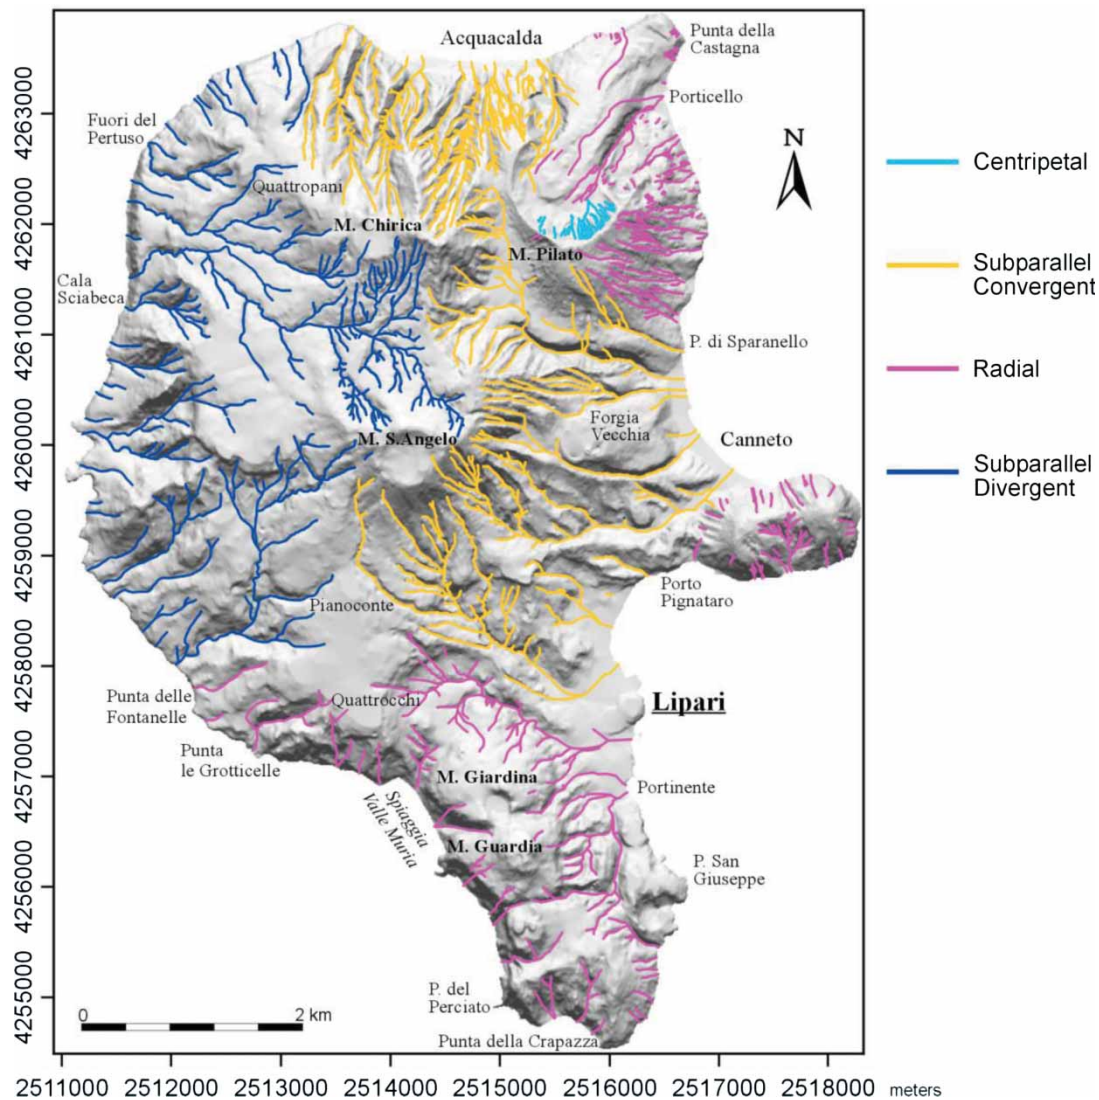 Acquacalda
Punta della
Castagna
Porticello
Fuori del
Pertuso
N
Quattropani
M. Chirica
M. Pilato
Cala
Sciabeca
P. di Sparanello
Forgia
Vecchia
Canneto
M. S.Angelo
Porto
Pignataro
Pianoconte
Punta delle
Fontanelle
Quattrocchi
Lipari
Punta
le Grotticelle
M. Giardina
Portinente
Spiaggia
Valle Muria
M. Guardia
P. San
Giuseppe
P. del
Perciato
Punta della Crapazza
0 2 km
Centripetal
Subparallel
Convergent
Radial
Subparallel
Divergent
4263000
4262000
4261000
4260000
4259000
4258000
4257000
4256000
4255000
2511000 2512000 2513000 2514000 2515000 2516000 2517000 2518000 meters